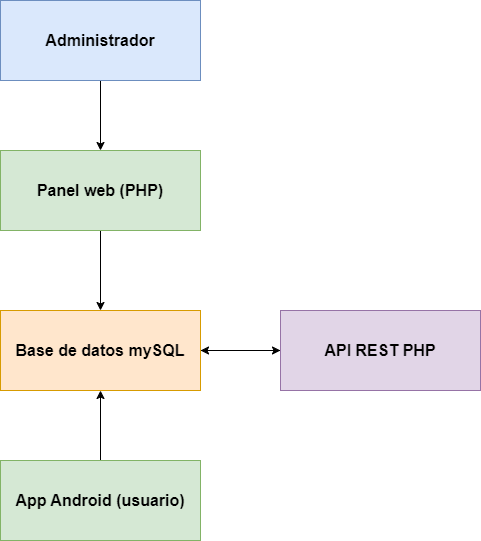 Administrador
Panel web (PHP)
Base de datos mySQL
API REST PHP
App Android (usuario)